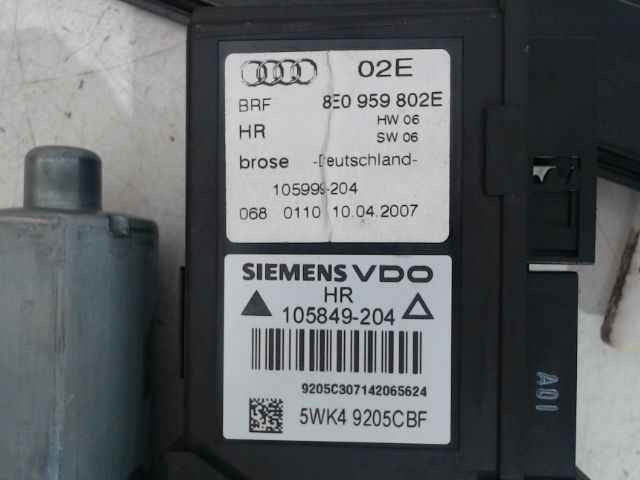 02E
BRF 8E0 959 802E
HR HW 06
SW 06
brose -Deutschland-
105999-204
068 0110 10.04.2007
SIEMENS VDO
HR
105849-204
9205C307142065624
5WK4 9205CBF
A01